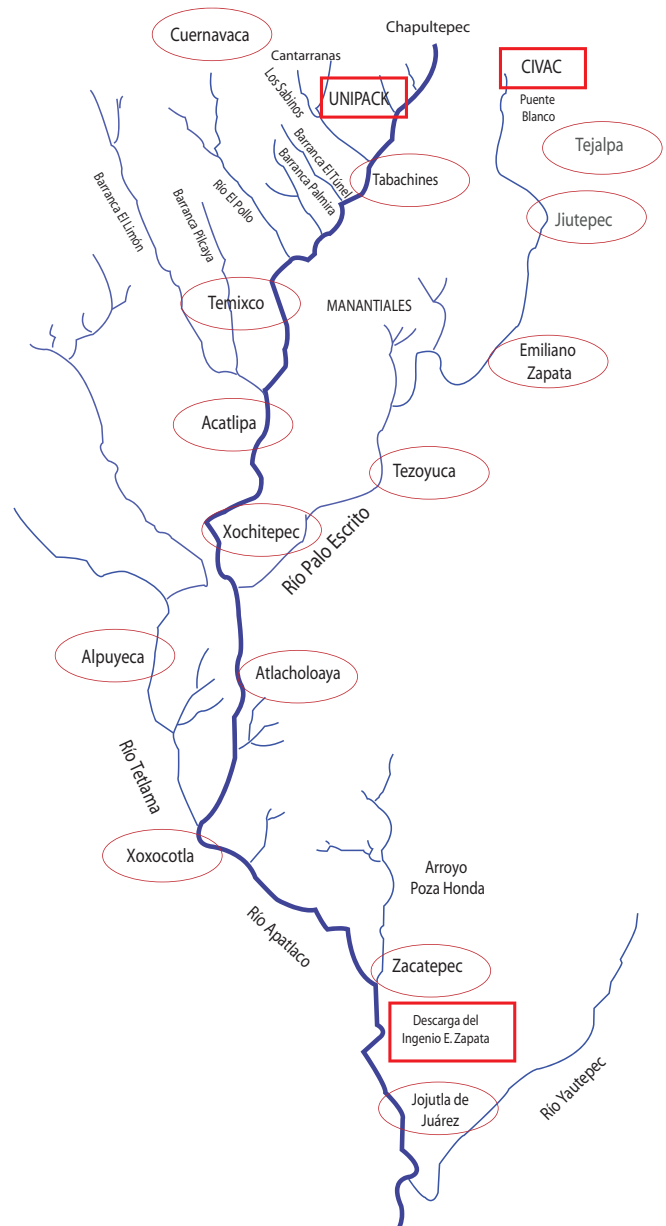 Chapultepec
Cuernavaca
Cantarranas
CIVAC
Los Sabinos
UNIPACK
Puente
Blanco
Tejalpa
Barranca El Túnel
Tabachines
Barranca Palmira
Río El Pollo
Barranca El Limón
Barranca Pilcaya
Jiutepec
Temixco
MANANTIALES
Emiliano
Zapata
Acatlipa
Tezoyuca
Xochitepec
Río Palo Escrito
Alpuyeca
Atlacholoaya
Río Tetlama
Xoxocotla
Arroyo
Poza Honda
Río Apatlaco
Zacatepec
Descarga del
Ingenio E. Zapata
Río Yautepec
Jojutla de
Juárez